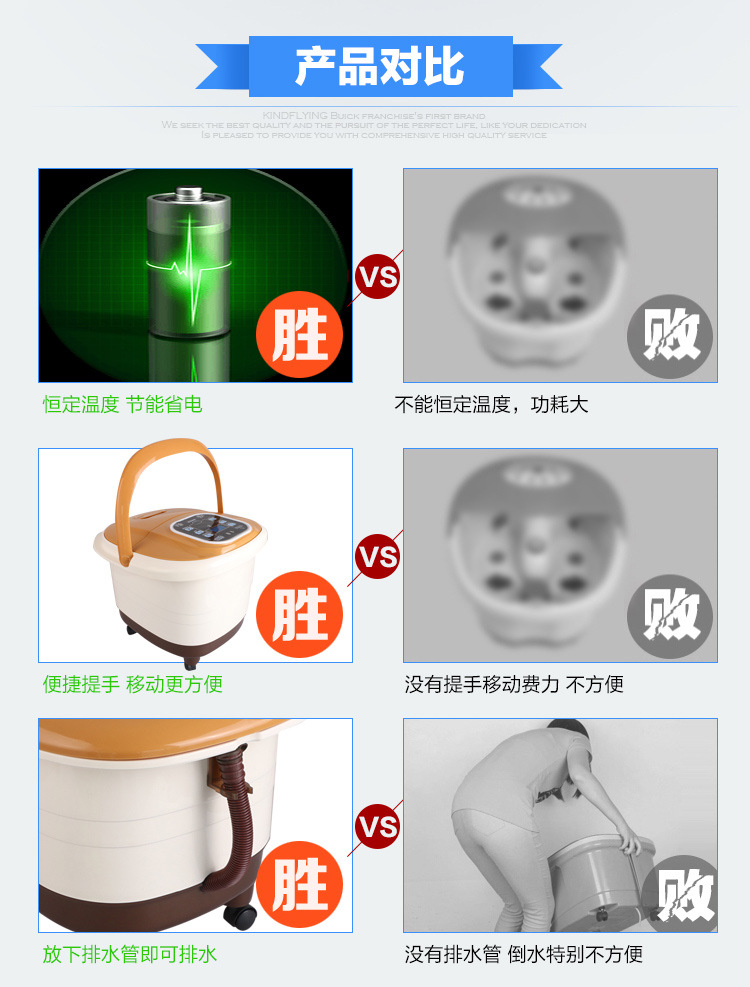 产品对比
KINDFLYING Buick franchise's first brand
We seek the best quality and the pursuit of the perfect life, like your dedication
Is pleased to provide you with comprehensive high quality service
胜
VS
败
恒定温度 节能省电
不能恒定温度，功耗大
胜
VS
败
便捷提手 移动更方便
没有提手移动费力 不方便
胜
VS
败
放下排水管即可排水
没有排水管 倒水特别不方便